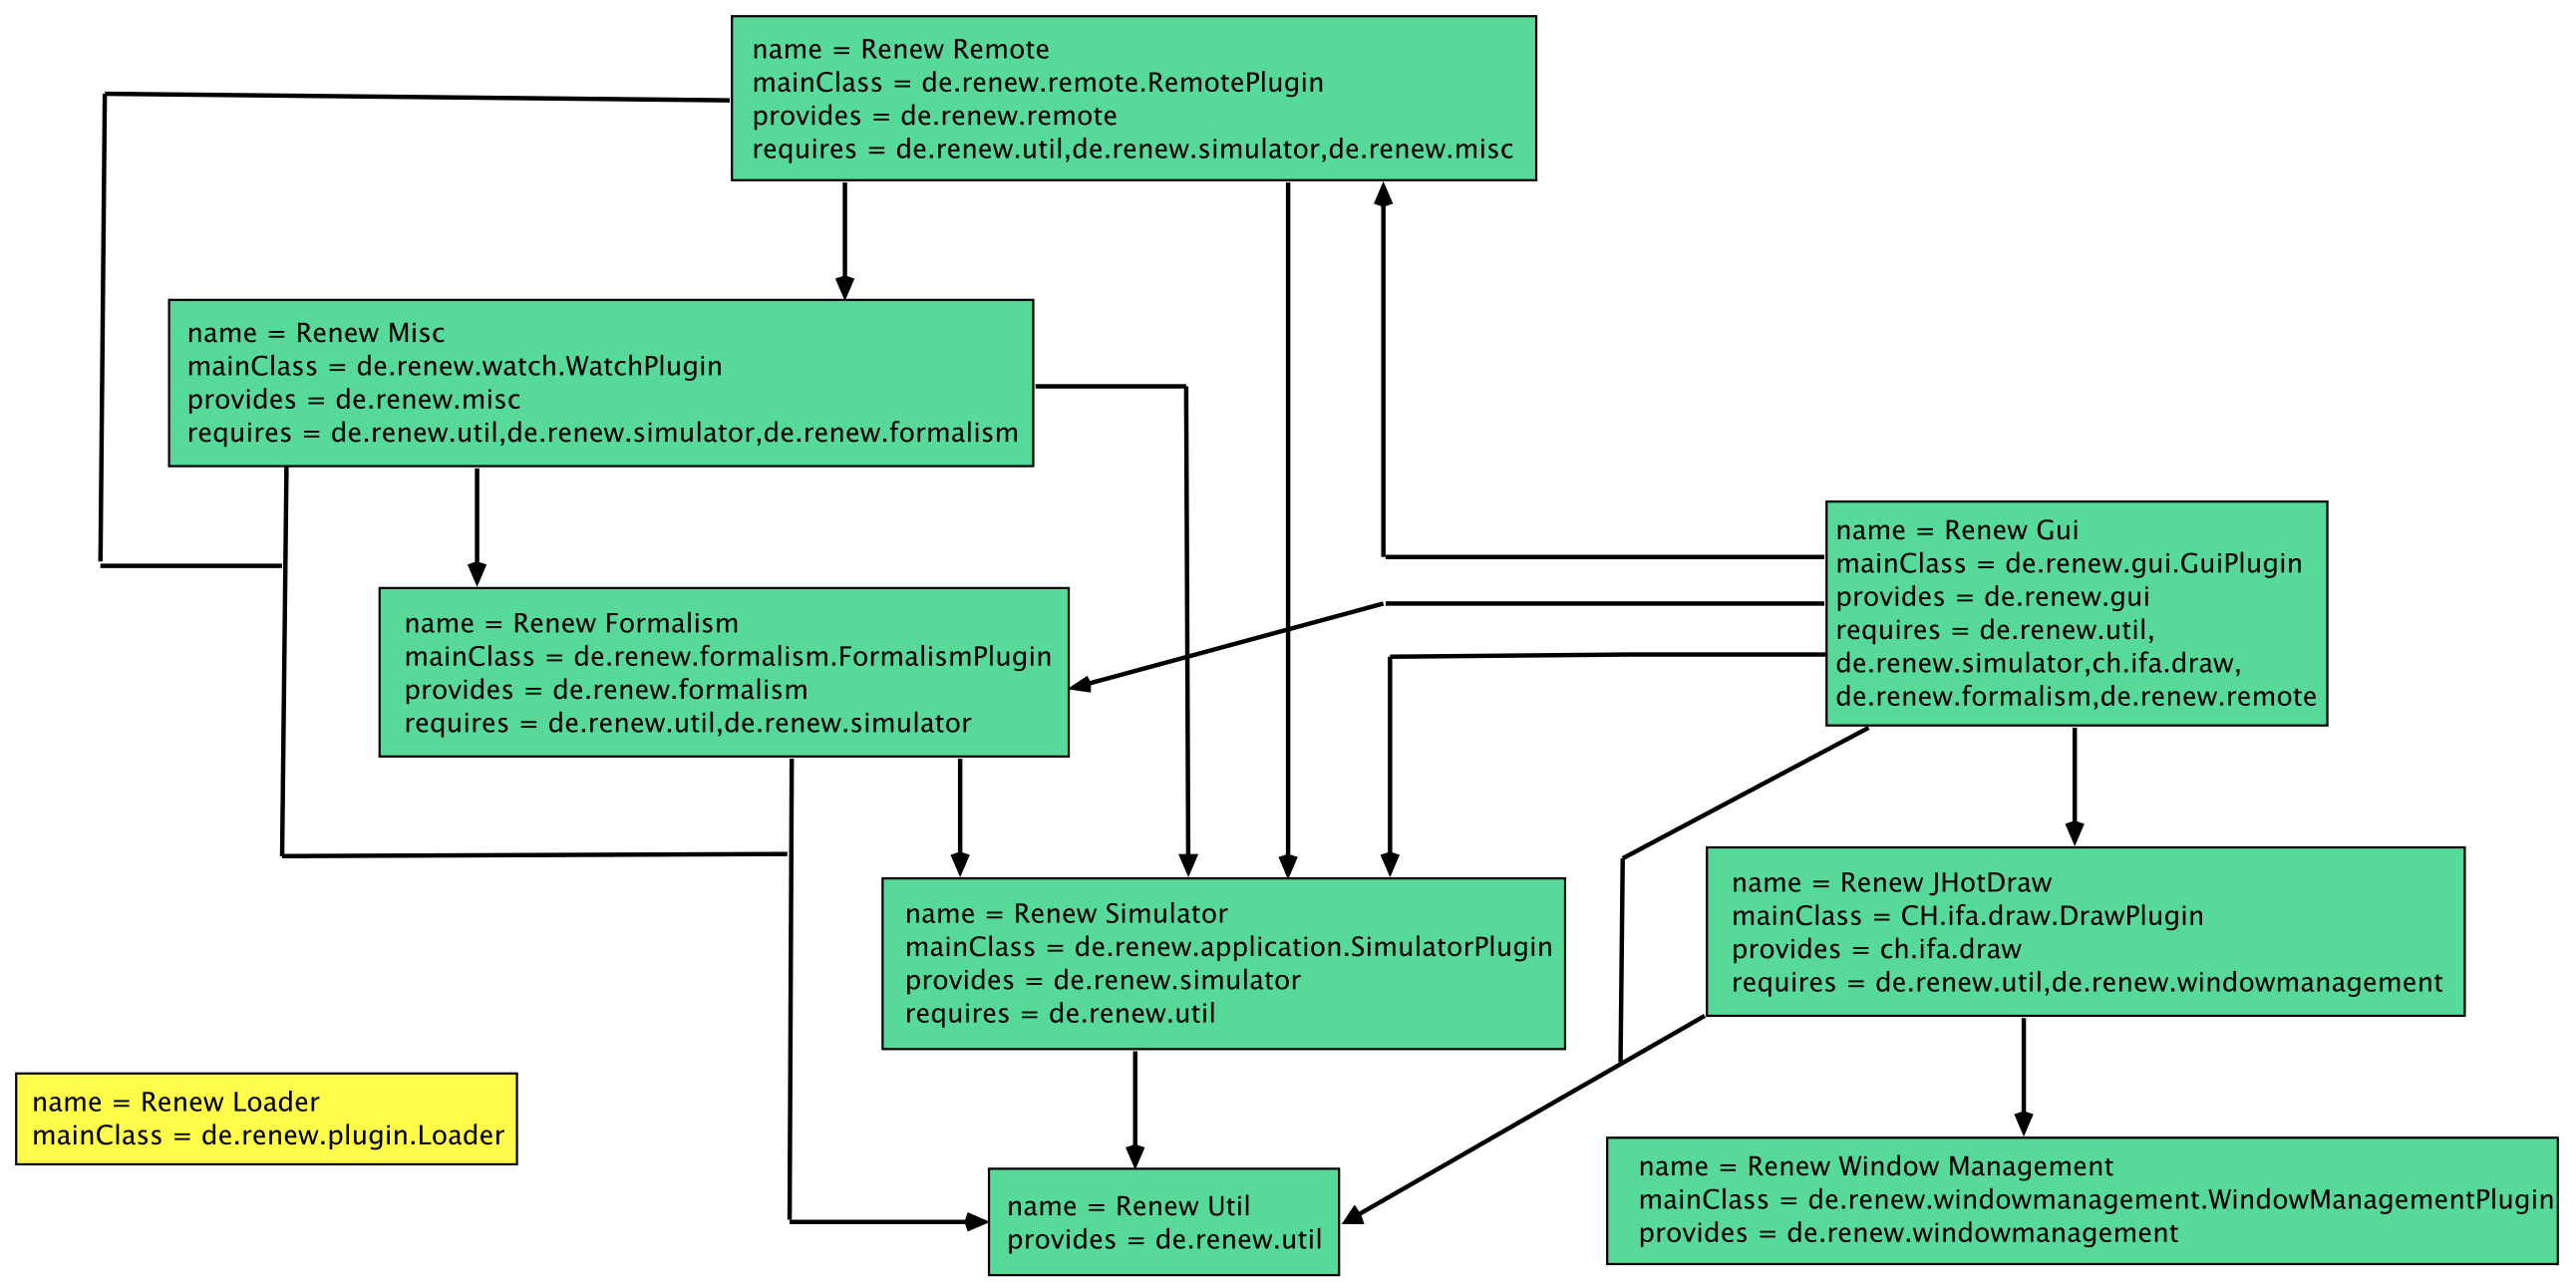 name = Renew Remote
mainClass = de.renew.remote.RemotePlugin
provides = de.renew.remote
requires = de.renew.util,de.renew.simulator,de.renew.misc
name = Renew Misc
mainClass = de.renew.watch.WatchPlugin
provides = de.renew.misc
requires = de.renew.util,de.renew.simulator,de.renew.formalism
name = Renew Gui
mainClass = de.renew.gui.GuiPlugin
provides = de.renew.gui
requires = de.renew.util,
de.renew.simulator,ch.ifa.draw,
de.renew.formalism,de.renew.remote
name = Renew Formalism
mainClass = de.renew.formalism.FormalismPlugin
provides = de.renew.formalism
requires = de.renew.util,de.renew.simulator
name = Renew JHotDraw
mainClass = CH.ifa.draw.DrawPlugin
provides = ch.ifa.draw
requires = de.renew.util,de.renew.windowmanagement
name = Renew Simulator
mainClass = de.renew.application.SimulatorPlugin
provides = de.renew.simulator
requires = de.renew.util
name = Renew Loader
mainClass = de.renew.plugin.Loader
name = Renew Util
provides = de.renew.util
name = Renew Window Management
mainClass = de.renew.windowmanagement.WindowManagementPlugin
provides = de.renew.windowmanagement